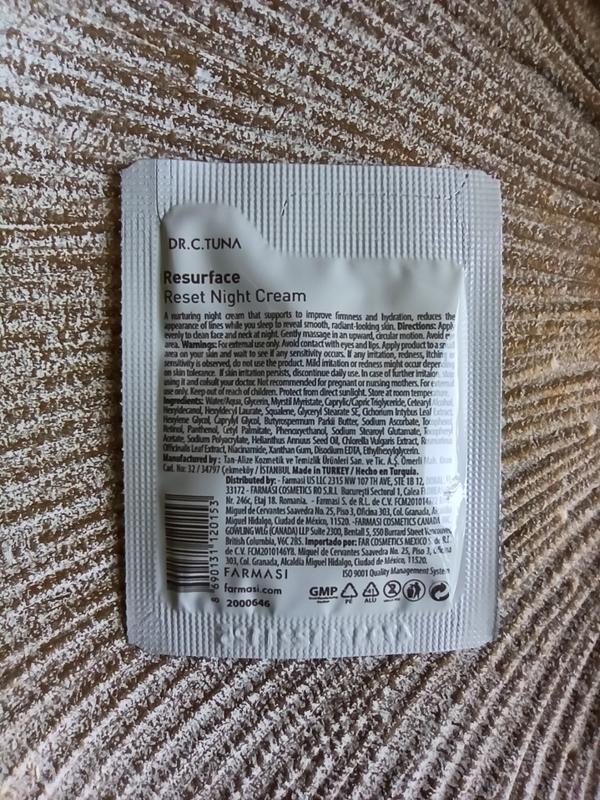 DR.C.TUNA
Resurface
Reset Night Cream
A nurturing night cream that supports to improve firmness and hydration, reduces the
appearance of lines while you sleep to reveal smooth, radiant-looking skin. Directions: Apply
evenly to clean face and neck at night. Gently massage in an upward, circular motion. Avoid
area. Warnings: For external use only. Avoid contact with eyes and lips. Apply product to a
area on your skin and wait to see if any sensitivity occurs. If any irritation, redness, itching
sensitivity is observed, do not use the product. Mild irritation or redness might occur
on skin tolerance. If skin irritation persists, discontinue daily use. In case of further
using it and cosult your doctor. Not recommended for pregnant or nursing mothers. For
use only. Keep out of reach of children. Protect from direct sunlight. Store at room
Ingredients: Water/Aqua, Glycerin, Myristyl Myristate, Caprylic/Capric Triglyceride, Cetearyl Alcohol,
Hexyldecanol, Hexyldecyl Laurate, Squalene, Glyceryl Stearate SE, Cichorium Intybus Leaf
Hexylene Glycol, Caprylyl Glycol, Butyrospermum Parkii Butter, Sodium Ascorbate,
Retinol, Panthenol, Cetyl Palmitate, Phenoxyethanol, Sodium Stearoyl Glutamate,
Acetate, Sodium Polyacrylate, Helianthus Annuus Seed Oil, Chlorella Vulgaris Extract,
Officinalis Leaf Extract, Niacinamide, Xanthan Gum, Disodium EDTA, Ethylhexylglycerin.
Manufactured by : Tan-Alize Kozmetik ve Temizlik Ürünleri San. ve Tic. A.Ş. Ömerli Mah.
Cad. No: 32 / 34797 Çekmeköy / İSTANBUL Made in TURKEY / Hecho en Turquía.
Distributed by: - Farmasi US LLC 2315 NW 107 TH AVE, STE 1B 12,
33172 - FARMASİ COSMETICS RO S.R.L. Bucureşti Sectorul 1, Calea
Nr. 246c, Etaj 18. Romania. - Farmasi S. de R.L. de C.V.
Miguel de Cervantes Saavedra No. 25, Piso 3, Oficina 303, Col. Granada,
Miguel Hidalgo, Ciudad de México, 11520. -FARMASİ COSMETICS CANADA
GOWLING WLG (CANADA) LLP Suite 2300, Bentall 5, 550 Burrard Street Vancouver,
British Columbia, V6C 2B5. Importado por: FAR COSMETICS MEXICO S. de R.L.
de C.V. FCM2010146Y8. Miguel de Cervantes Saavedra No. 25, Piso 3, Oficina
303, Col. Granada, Alcaldía Miguel Hidalgo, Ciudad de México, 11520.
8 690131 120153
FARMASI
ISO 9001 Quality Management System
farmasi.com
2000646
GMP
PE
41
ALU